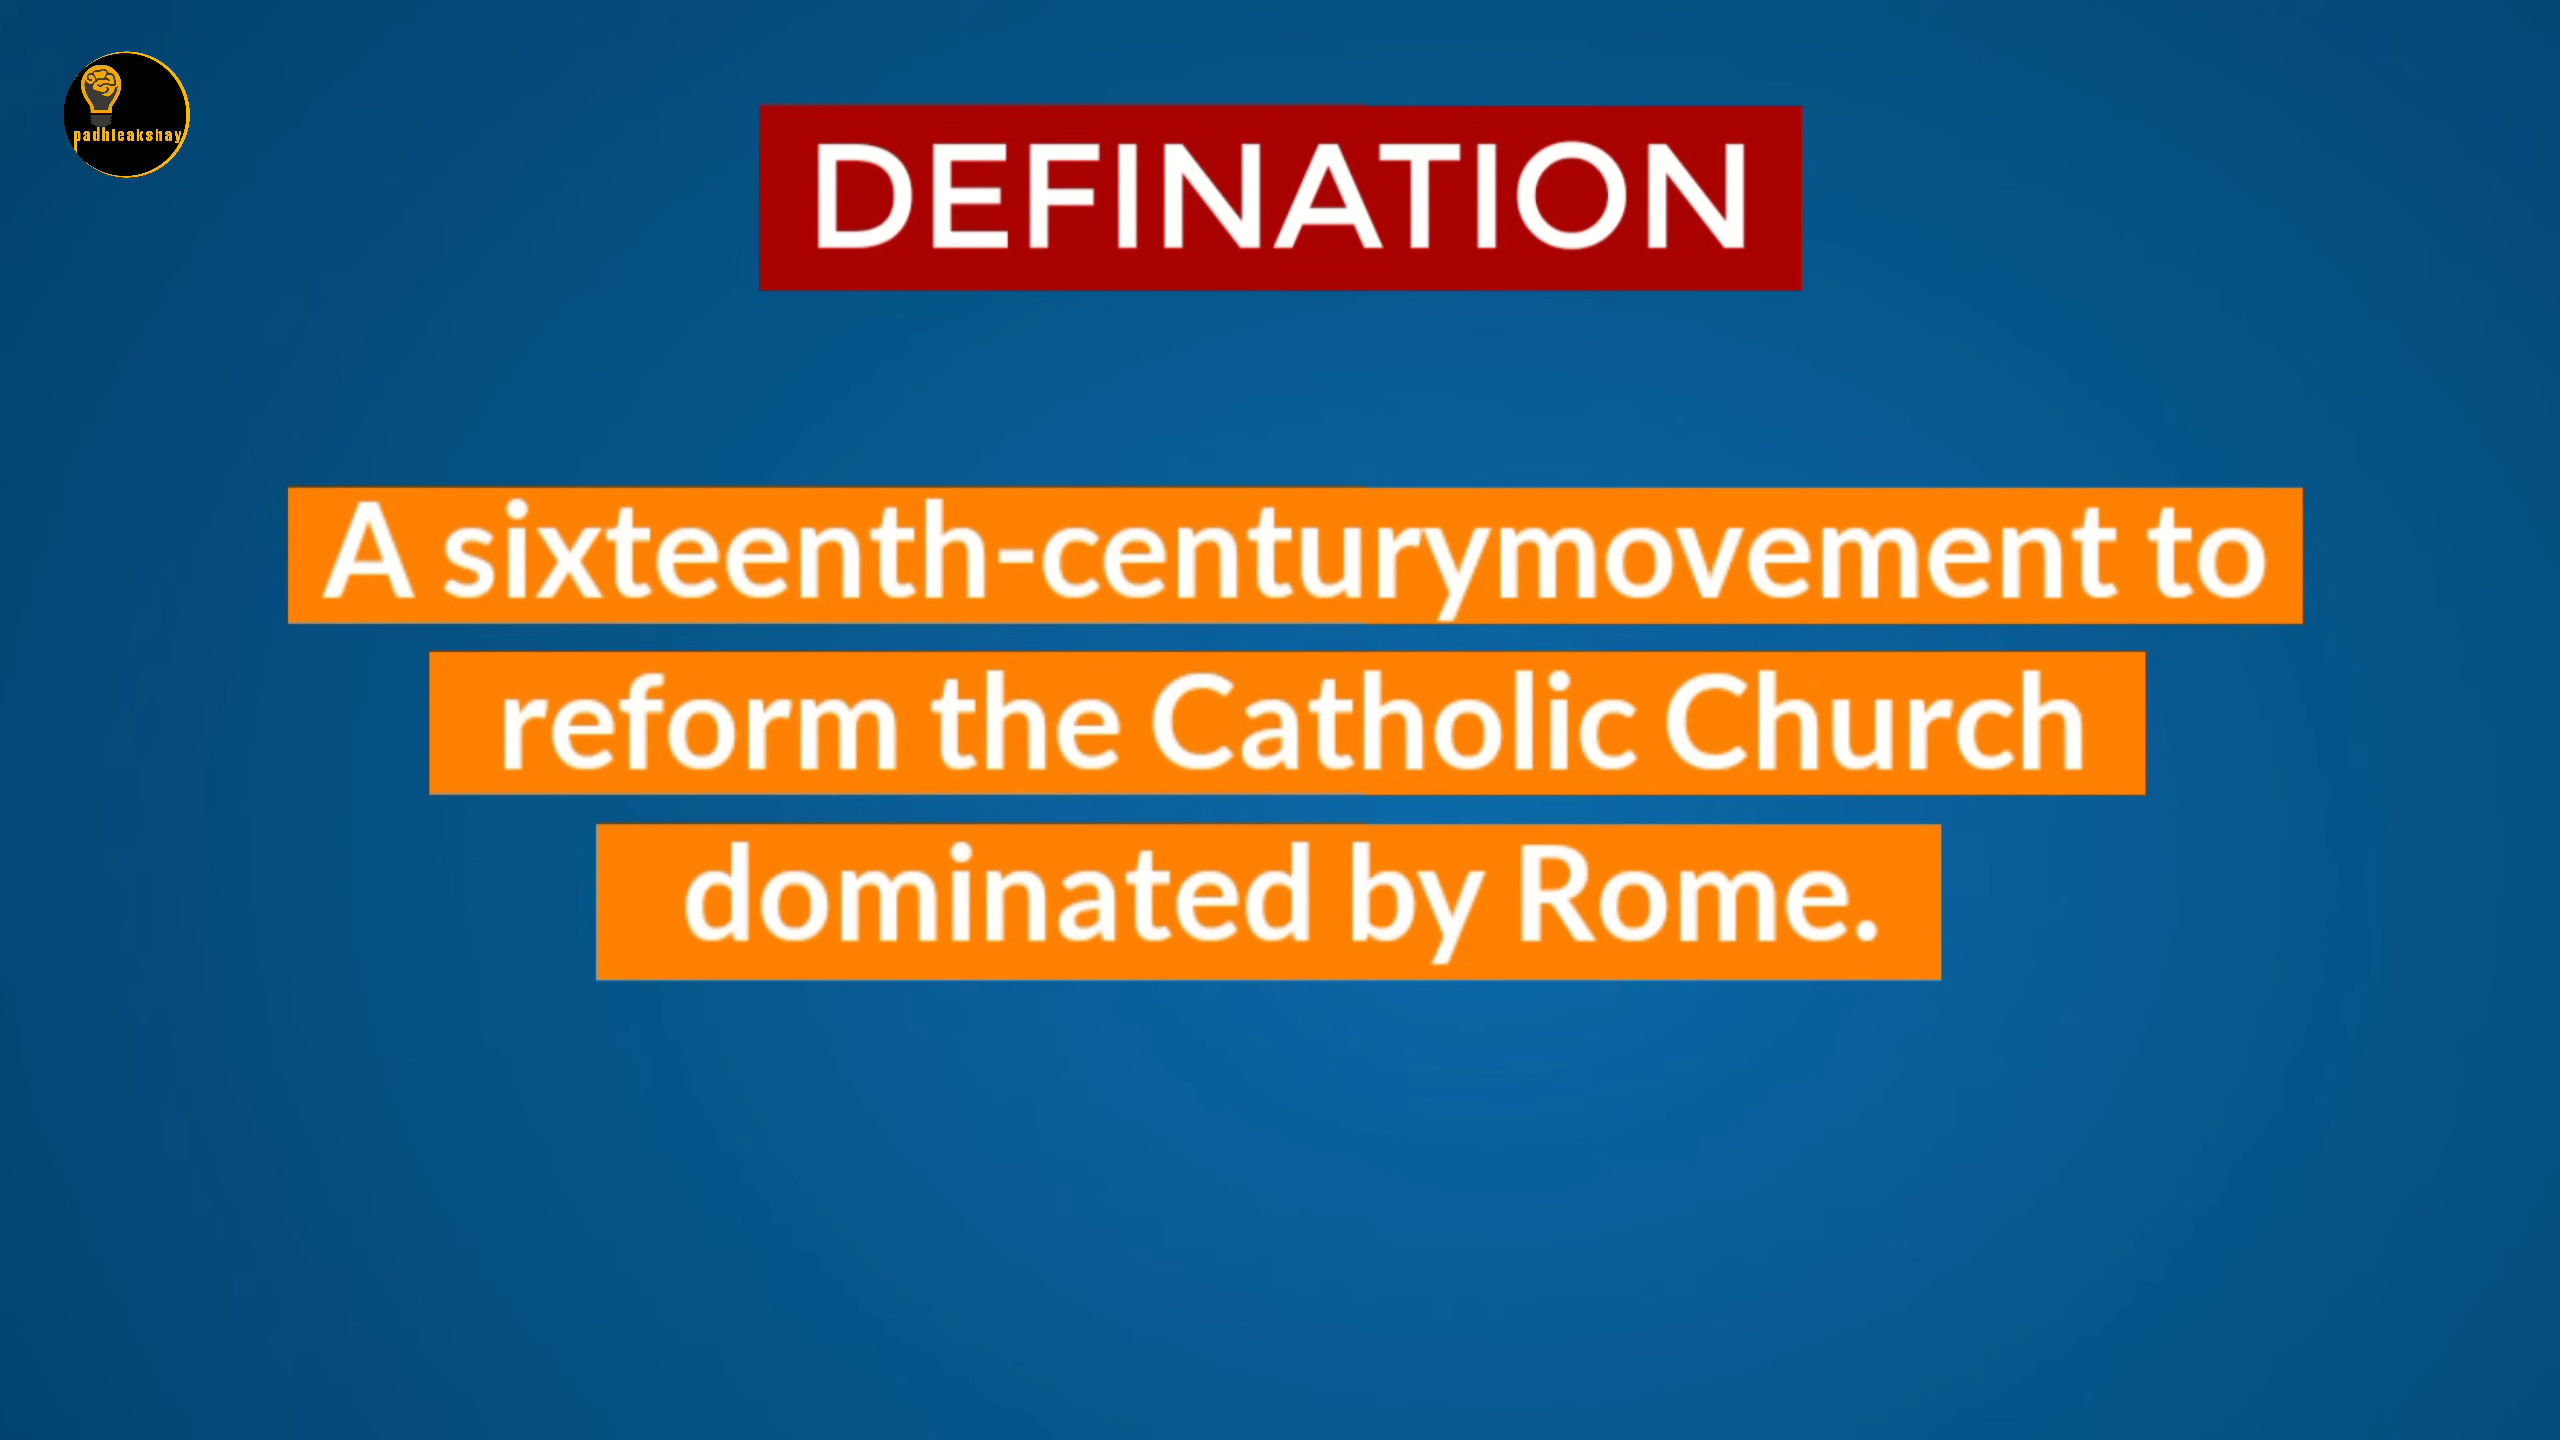 padhleakshay
DEFINATION
A sixteenth-centurymovement to
reform the Catholic Church
dominated by Rome.